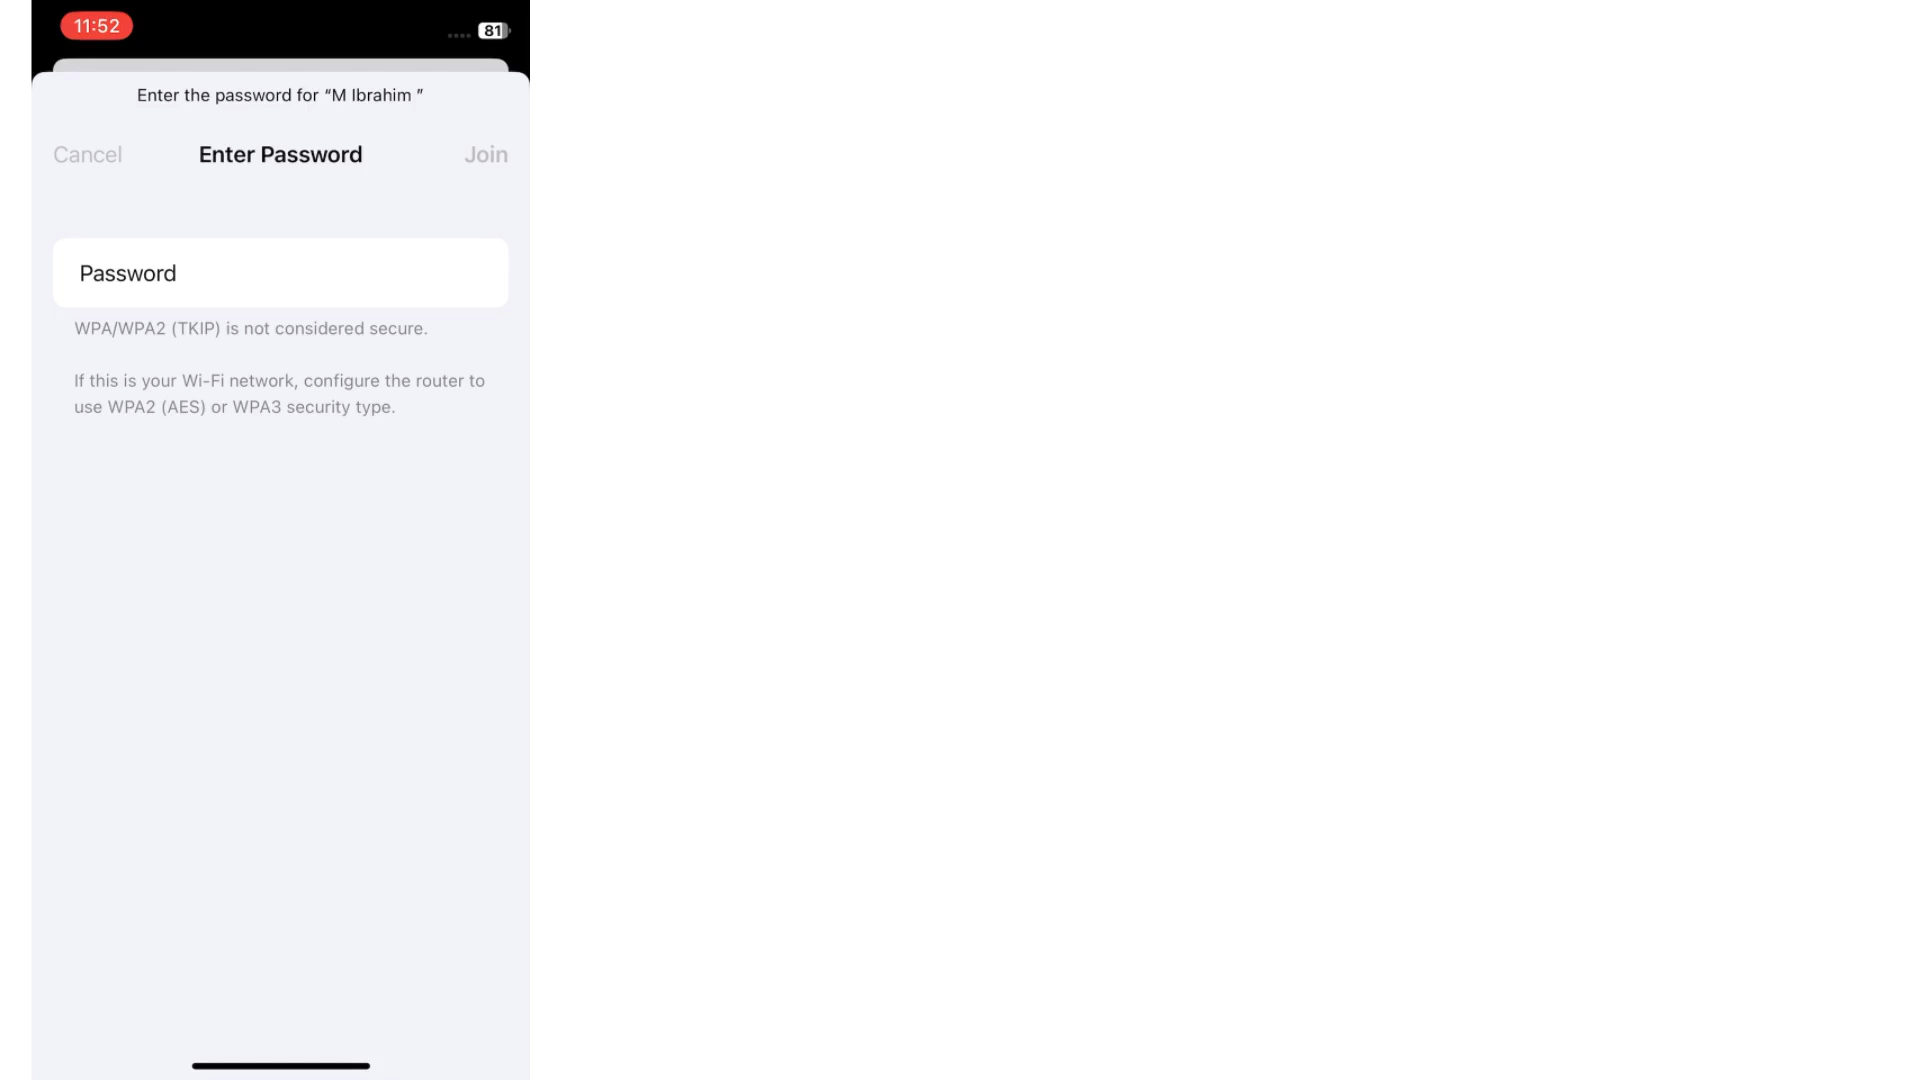 11:52
81
Enter the password for “M Ibrahim ”
Cancel
Enter Password
Join
Password
WPA/WPA2 (TKIP) is not considered secure.
If this is your Wi-Fi network, configure the router to
use WPA2 (AES) or WPA3 security type.